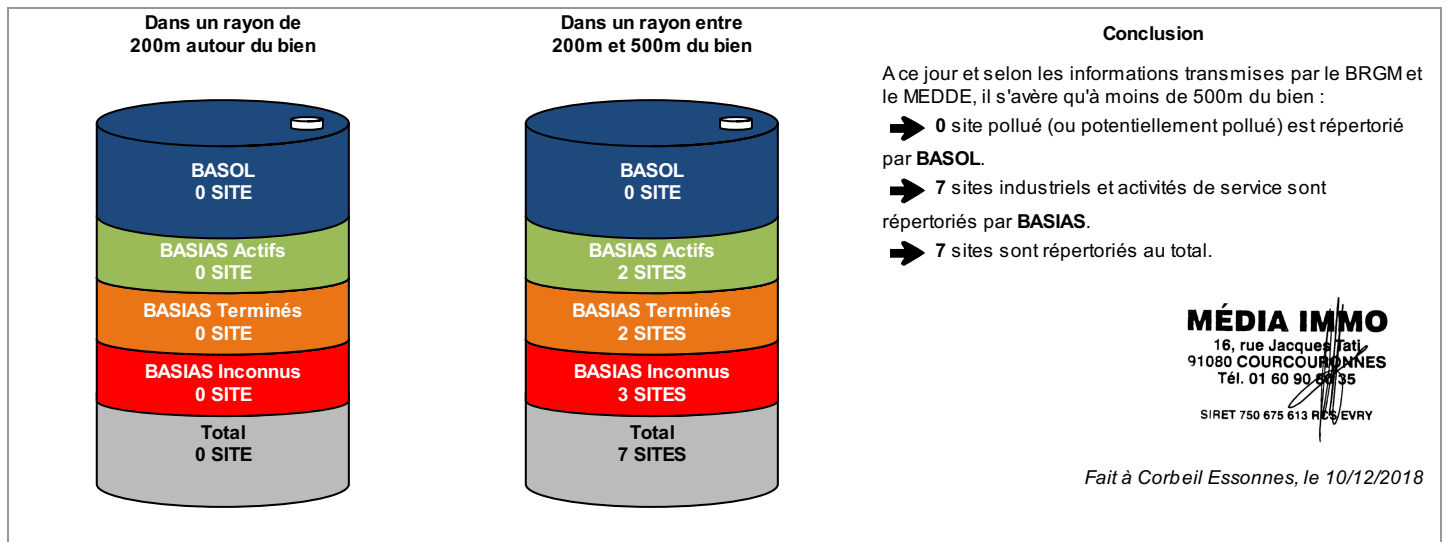 Dans un rayon de
200m autour du bien
BASOL
0 SITE
BASIAS Actifs
0 SITE
BASIAS Terminés
0 SITE
BASIAS Inconnus
0 SITE
Total
0 SITE
Dans un rayon entre
200m et 500m du bien
BASOL
0 SITE
BASIAS Actifs
2 SITES
BASIAS Terminés
2 SITES
BASIAS Inconnus
3 SITES
Total
7 SITES
Conclusion
A ce jour et selon les informations transmises par le BRGM et
le MEDDE, il s'avère qu'à moins de 500m du bien :
0 site pollué (ou potentiellement pollué) est répertorié
par BASOL.
7 sites industriels et activités de service sont
répertoriés par BASIAS.
7 sites sont répertoriés au total.
MÉDIA IMMO
16, rue Jacques Tati
91080 COURCOURONNES
Tél. 01 60 90 35
SIRET 750 675 613 RCS EVRY
Fait à Corbeil Essonnes, le 10/12/2018